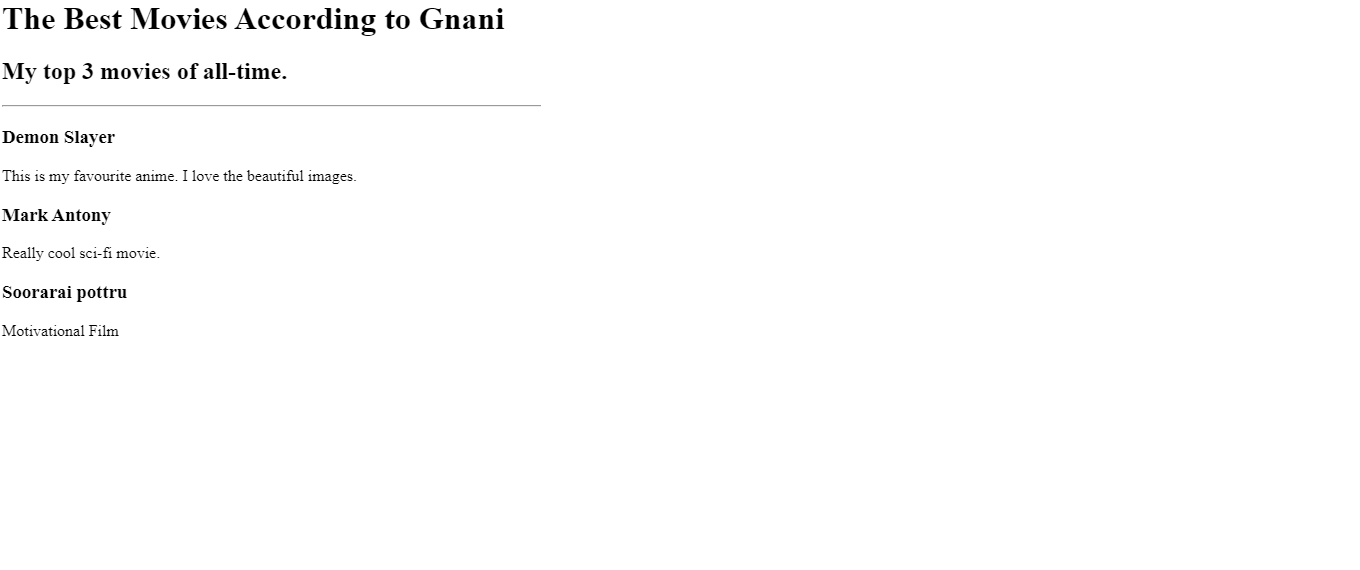 The Best Movies According to Gnani
My top 3 movies of all-time.
Demon Slayer
This is my favourite anime. I love the beautiful images.
Mark Antony
Really cool sci-fi movie.
Soorarai pottru
Motivational Film